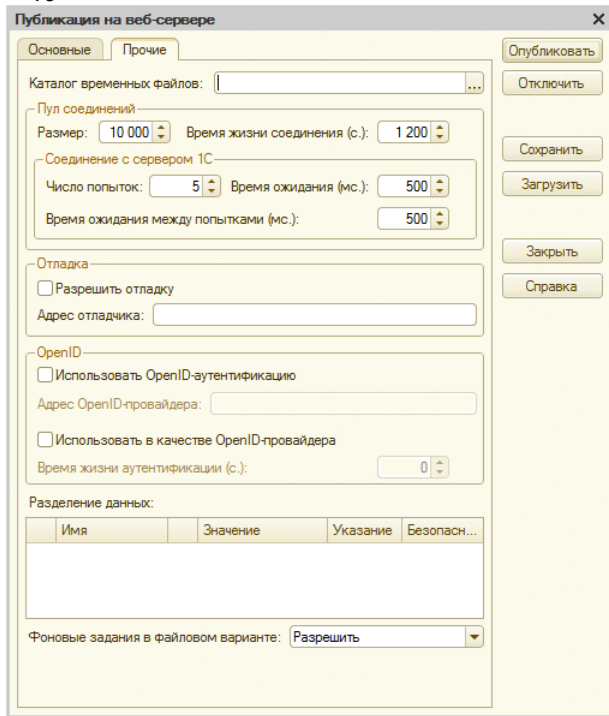 Публикация на веб-сервере
Основные Прочие
Опубликовать
Каталог временных файлов: ...
Отключить
Пул соединений
Размер: 10 000 Время жизни соединения (с.): 1 200
Соединение с сервером 1С
Сохранить
Число попыток: 5 Время ожидания (мс.): 500
Загрузить
Время ожидания между попытками (мс.): 500
Закрыть
Отладка
Разрешить отладку
Справка
Адрес отладчика:
OpenID
Использовать OpenID-аутентификацию
Адрес OpenID-провайдера:
Использовать в качестве OpenID-провайдера
Время жизни аутентификации (с.): 0
Разделение данных:
Имя Значение Указание Безопасн...
Фоновые задания в файловом варианте: Разрешить